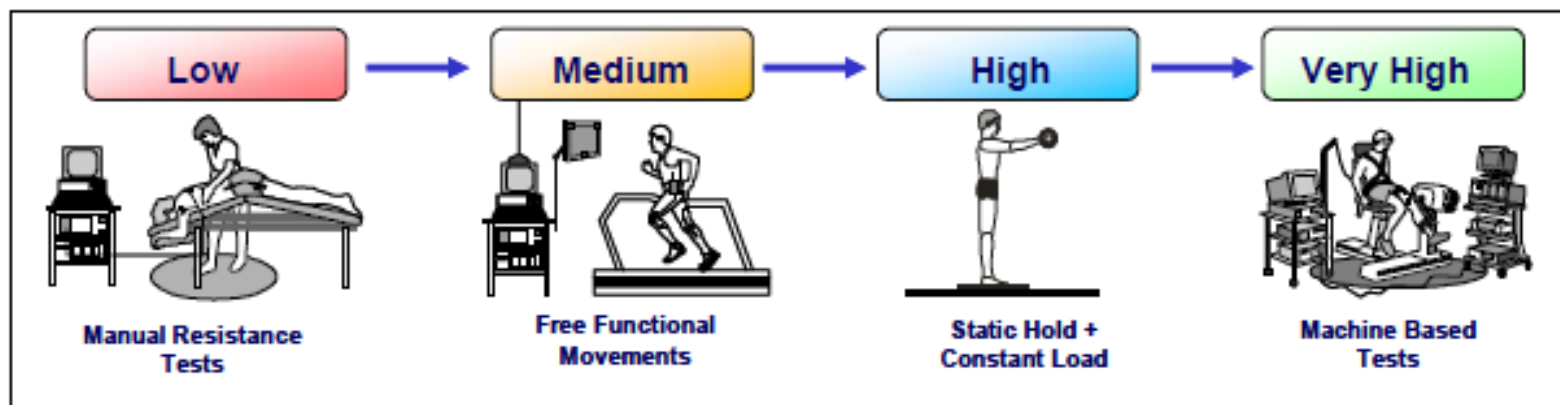 Low
Medium
High
Very High
Manual Resistance
Tests
Free Functional
Movements
Static Hold +
Constant Load
Machine Based
Tests